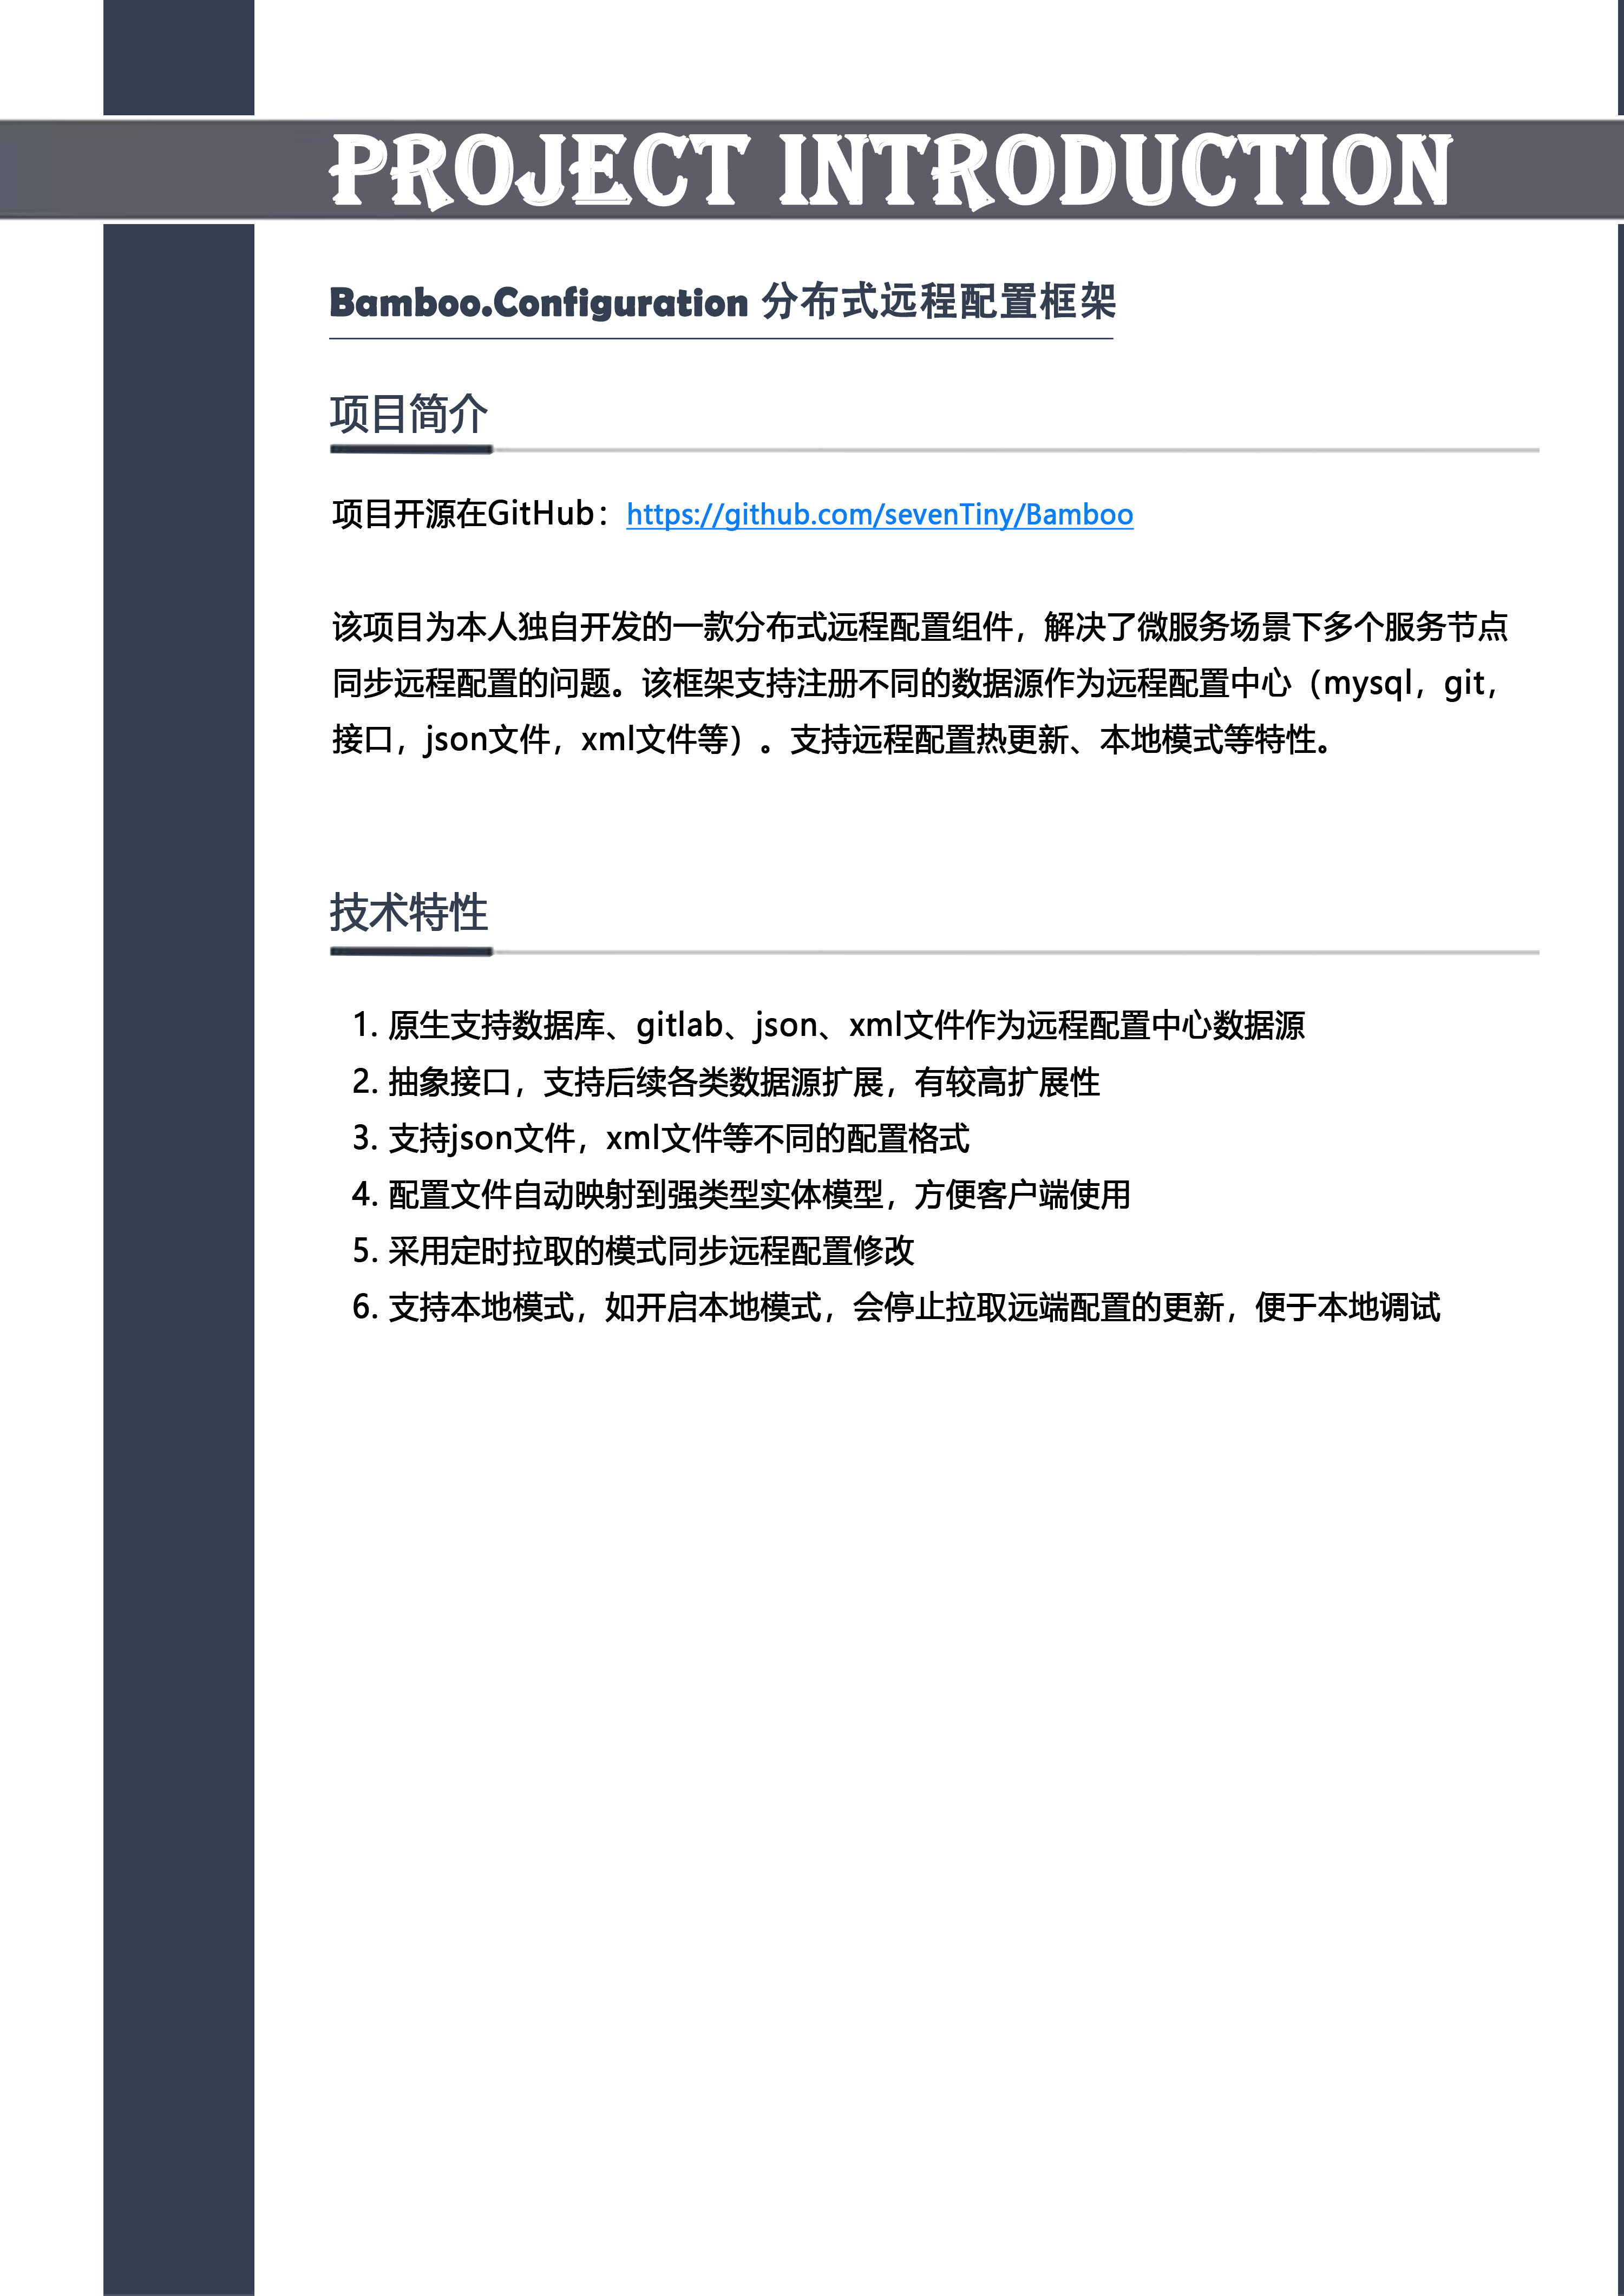 PROJECT INTRODUCTION
Bamboo.Configuration 分布式远程配置框架
项目简介
项目开源在GitHub：https://github.com/sevenTiny/Bamboo
该项目为本人独自开发的一款分布式远程配置组件，解决了微服务场景下多个服务节点
同步远程配置的问题。该框架支持注册不同的数据源作为远程配置中心（mysql，git，
接口，json文件，xml文件等）。支持远程配置热更新、本地模式等特性。
技术特性
1. 原生支持数据库、gitlab、json、xml文件作为远程配置中心数据源
2. 抽象接口，支持后续各类数据源扩展，有较高扩展性
3. 支持json文件，xml文件等不同的配置格式
4. 配置文件自动映射到强类型实体模型，方便客户端使用
5. 采用定时拉取的模式同步远程配置修改
6. 支持本地模式，如开启本地模式，会停止拉取远端配置的更新，便于本地调试